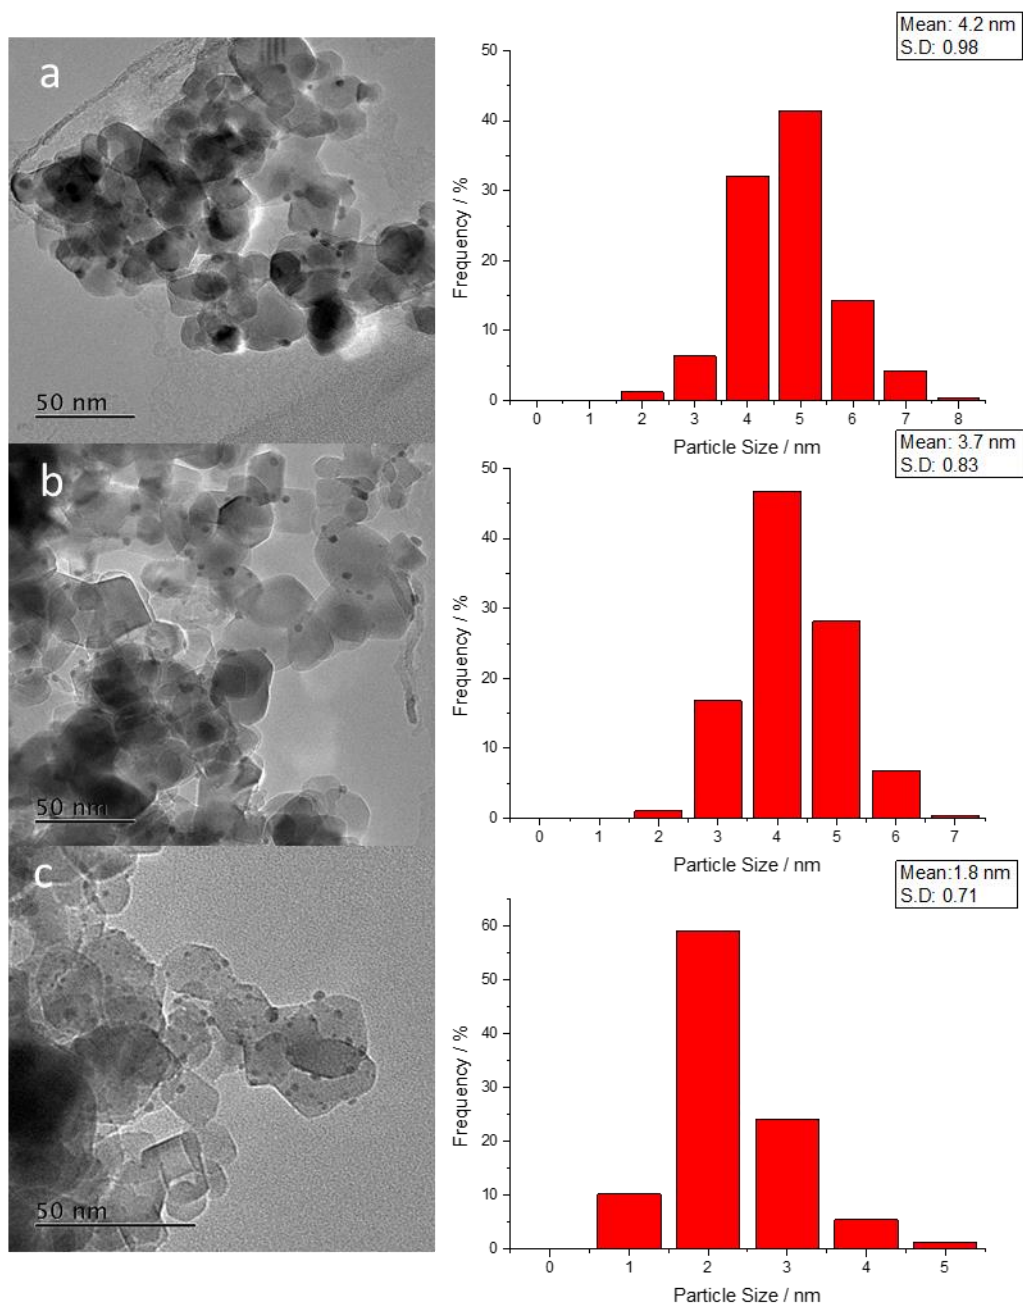 a
50 nm
Mean: 4.2 nm
S.D: 0.98
50
40
30
20
10
0
Frequency / %
0 1 2 3 4 5 6 7 8
Particle Size / nm
b
50 nm
Mean: 3.7 nm
S.D: 0.83
50
40
30
20
10
0
Frequency / %
0 1 2 3 4 5 6 7
Particle Size / nm
c
50 nm
Mean:1.8 nm
S.D: 0.71
60
50
40
30
20
10
0
Frequency / %
0 1 2 3 4 5
Particle Size / nm